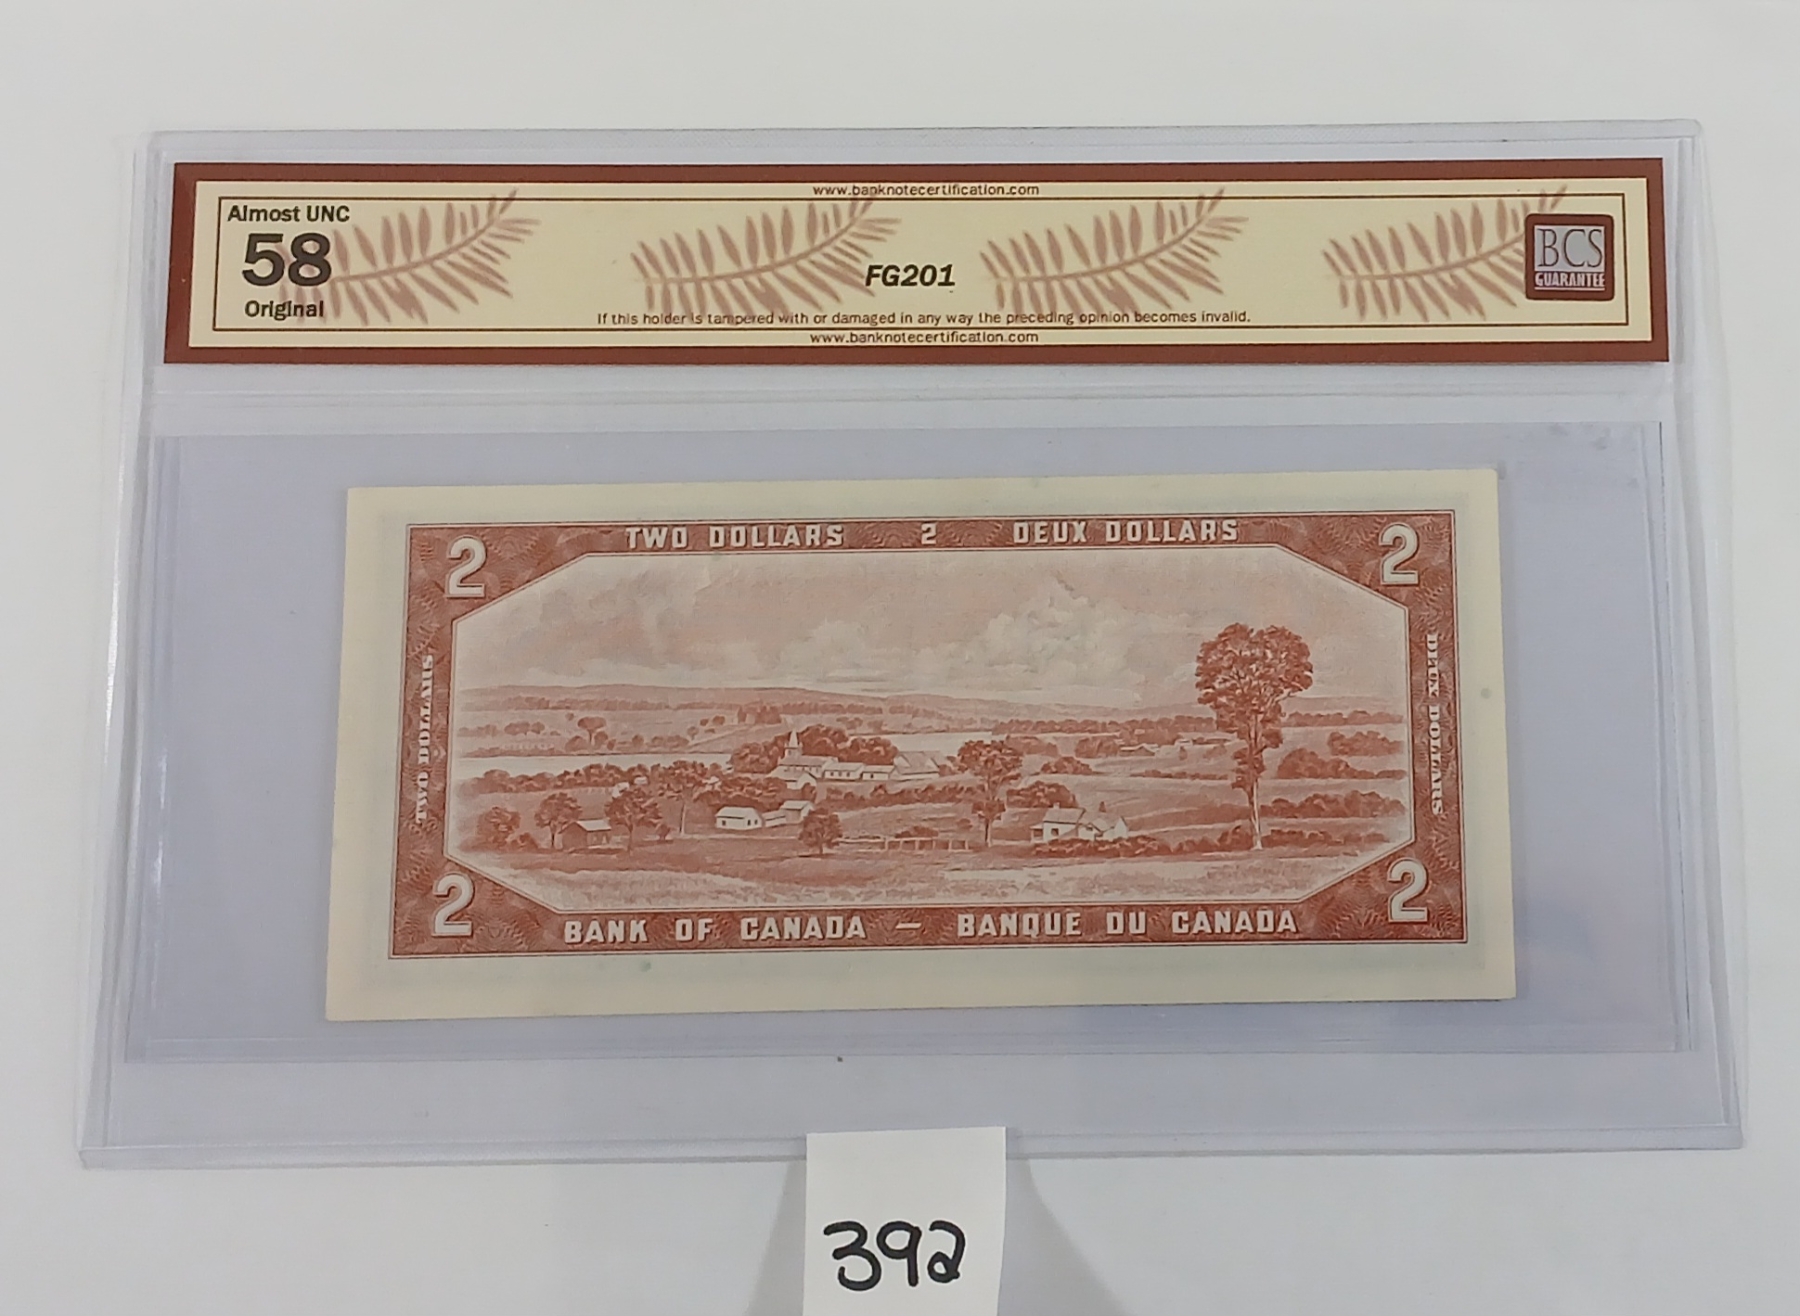 www.banknotecertification.com
Almost UNC
58
Original
FG201
BCS
GUARANTEE
If this holder is tampered with or damaged in any way the preceding opinion becomes invalid.
www.banknotecertification.com
2 TWO DOLLARS 2 DEUX DOLLARS 2
TWO DOLLARS
DEUX DOLLARS
2 BANK OF CANADA — BANQUE DU CANADA 2
392